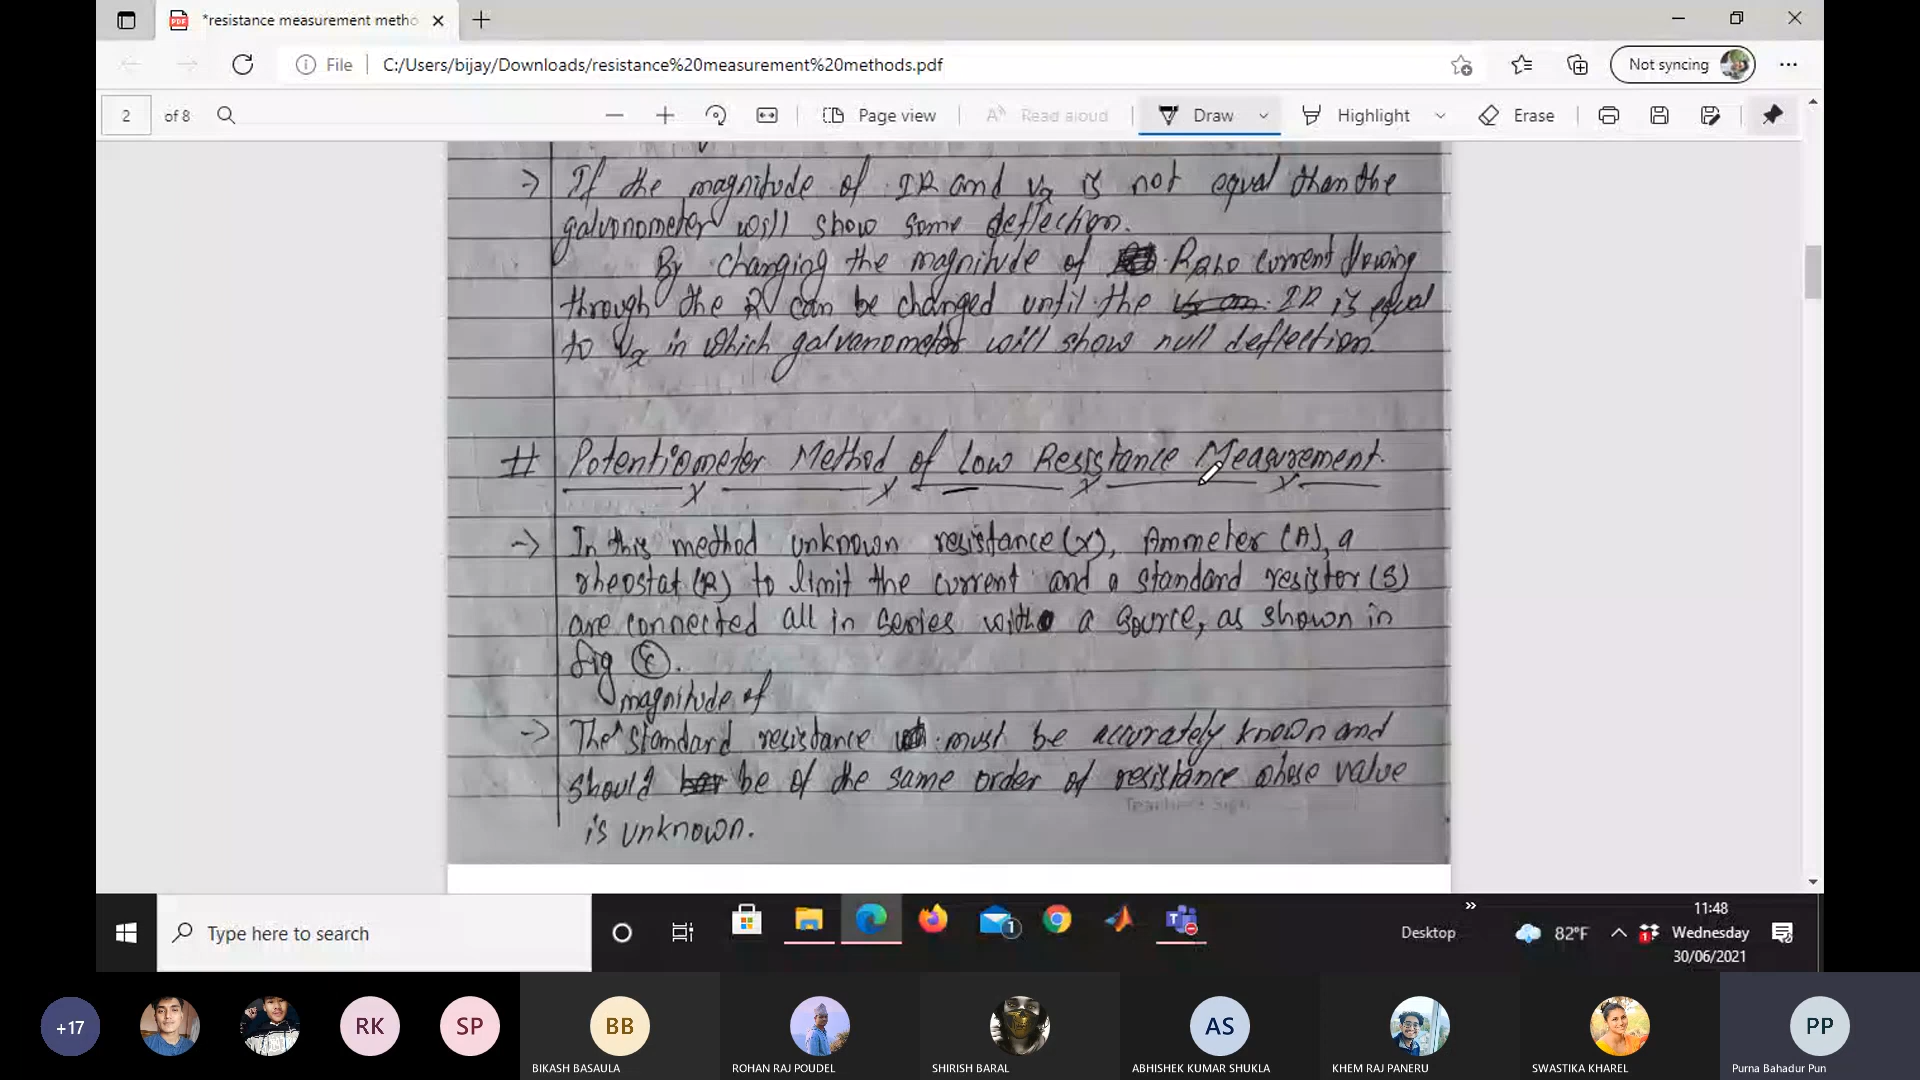 *resistance measurement metho
File
C:/Users/bijay/Downloads/resistance%20measurement%20methods.pdf
Not syncing
2 of 8
Page view
Read aloud
Draw
Highlight
Erase
-> If the magnitude of IR and Vx is not equal than the
galvanometer will show some deflection.
By changing the magnitude of Rrho current flowing
through the R can be changed until the IR is equal
to Vx in which galvanometer will show null deflection.
# Potentiometer Method of Low Resistance Measurement.
-> In this method unknown resistance (X), Ammeter (A), a
rheostat (R) to limit the current and a standard resistor (S)
are connected all in series with a source, as shown in
fig
magnitude of
-> The^ standard resistance must be accurately known and
should be of the same order of resistance whose value
is unknown.
Type here to search
1
Desktop
82°F
1
11:48
Wednesday
30/06/2021
+17
RK
SP
BB
AS
PP
BIKASH BASAULA
ROHAN RAJ POUDEL
SHIRISH BARAL
ABHISHEK KUMAR SHUKLA
KHEM RAJ PANERU
SWASTIKA KHAREL
Purna Bahadur Pun